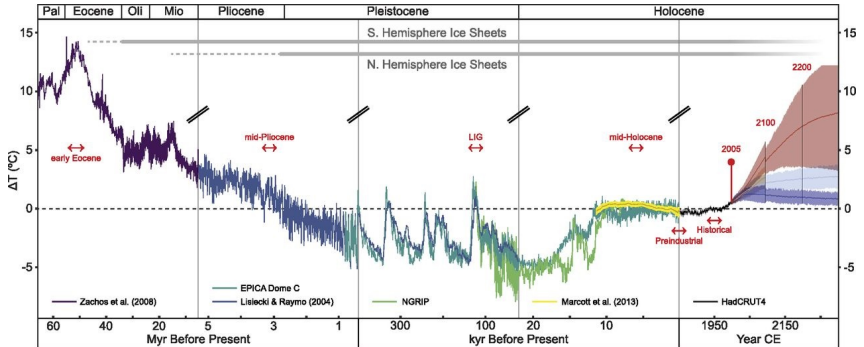 Pal Eocene Oli Mio Pliocene Pleistocene Holocene
S. Hemisphere Ice Sheets
N. Hemisphere Ice Sheets
15 10 5 0 −5
ΔT (°C)
15 10 5 0 −5
early Eocene
mid-Pliocene
LIG
mid-Holocene
Preindustrial
Historical
2005
2100
2200
Zachos et al. (2008)
EPICA Dome C
Lisiecki & Raymo (2004)
NGRIP
Marcott et al. (2013)
HadCRUT4
60 40 20 5 3 1 300 100 20 10 1950 2150
Myr Before Present kyr Before Present Year CE